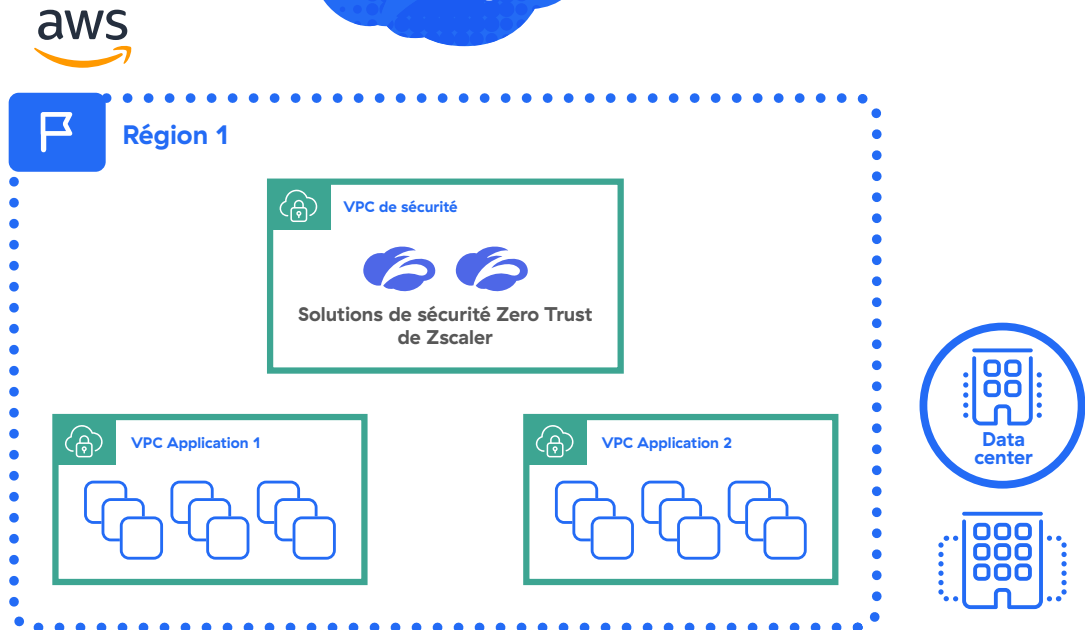 aws
Région 1
VPC de sécurité
Solutions de sécurité Zero Trust
de Zscaler
VPC Application 1
VPC Application 2
Data
center